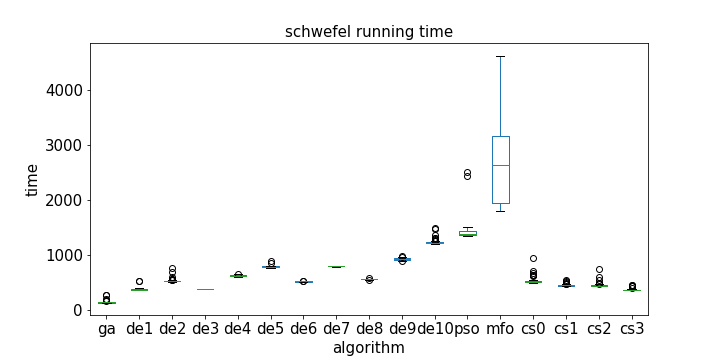 schwefel running time
time
4000
3000
2000
1000
0
ga de1 de2 de3 de4 de5 de6 de7 de8 de9 de10 pso mfo cs0 cs1 cs2 cs3
algorithm